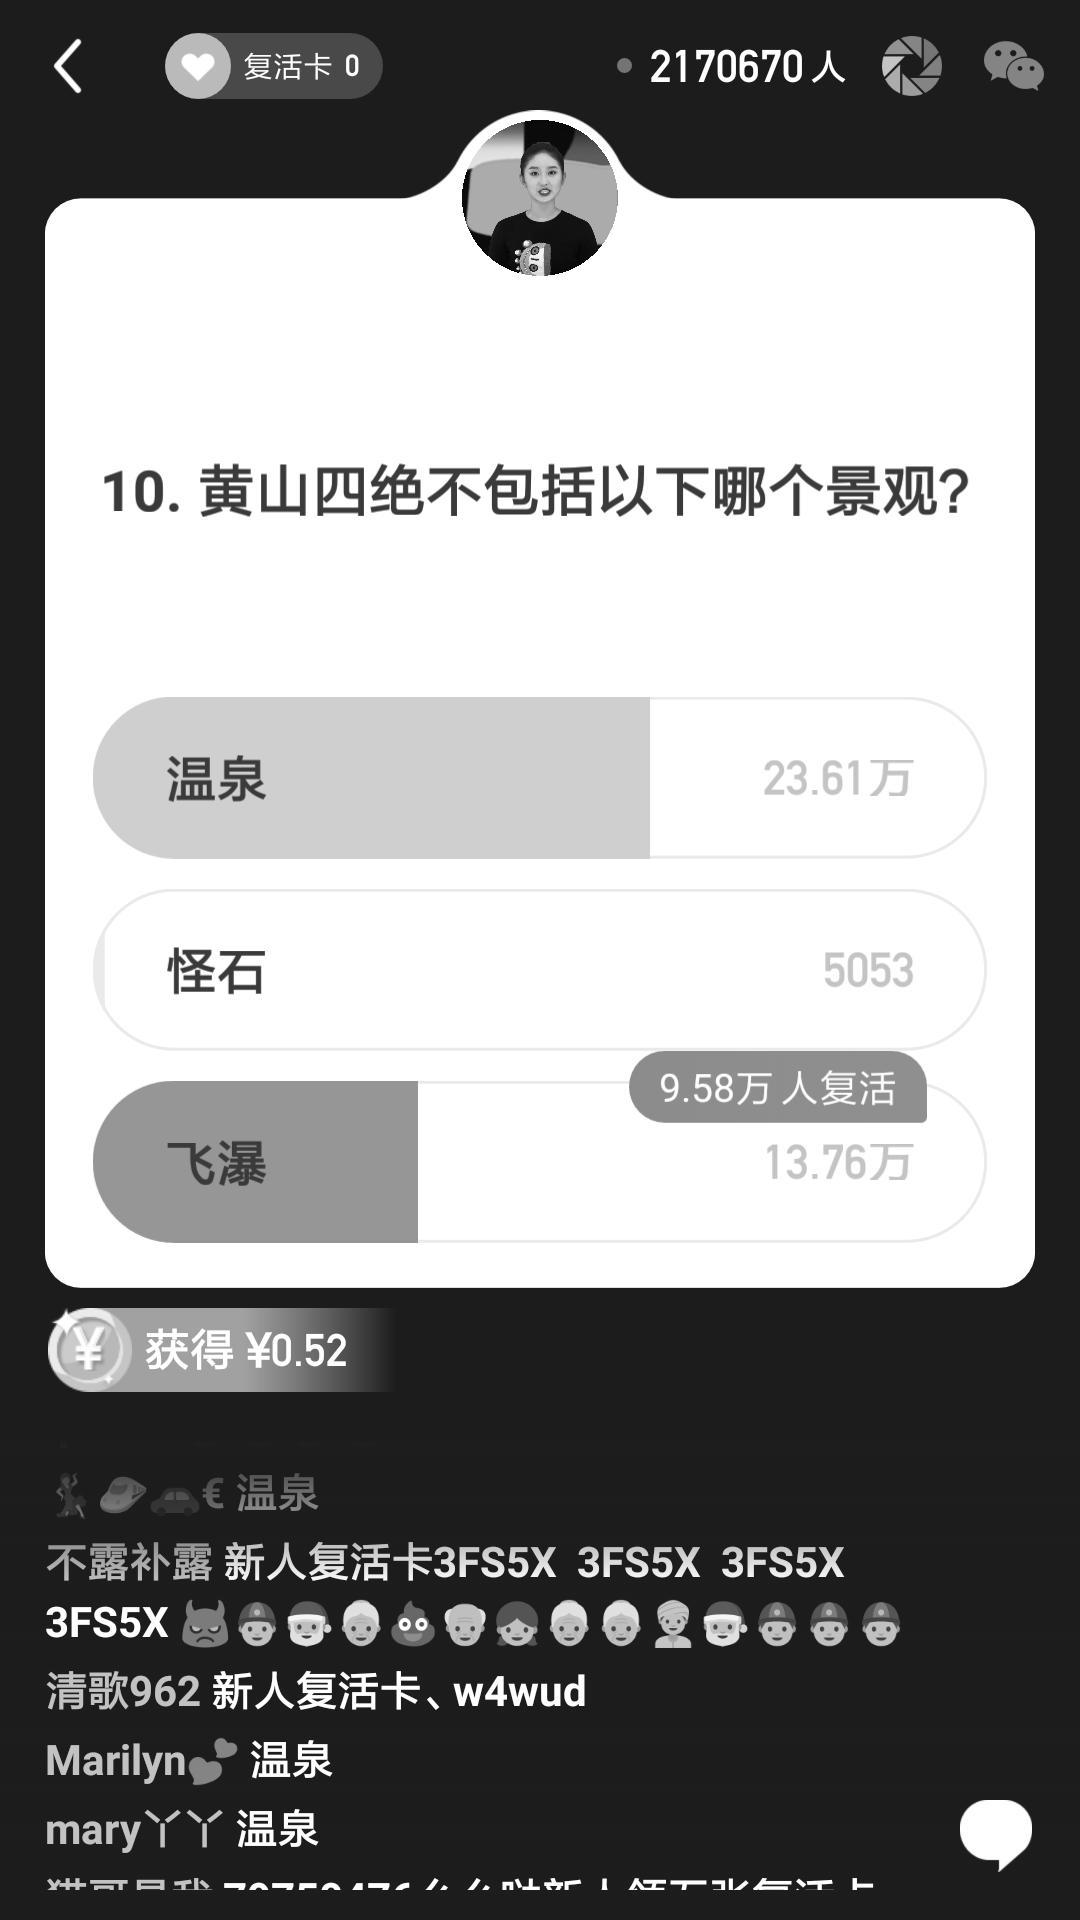 复活卡 0
2170670 人
10. 黄山四绝不包括以下哪个景观?
温泉
23.61万
怪石
5053
9.58万 人复活
飞瀑
13.76万
¥ 获得 ¥0.52
€ 温泉
不露补露 新人复活卡3FS5X 3FS5X 3FS5X
3FS5X
清歌962 新人复活卡、w4wud
Marilyn 温泉
mary丫丫 温泉